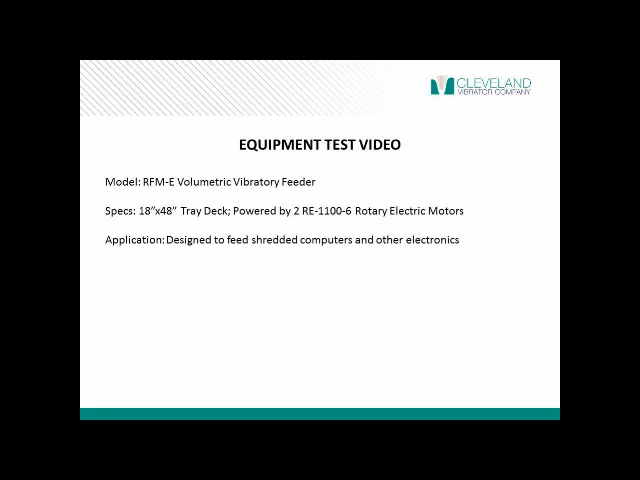 CLEVELAND
VIBRATOR COMPANY
EQUIPMENT TEST VIDEO
Model: RFM-E Volumetric Vibratory Feeder
Specs: 18”x48” Tray Deck; Powered by 2 RE-1100-6 Rotary Electric Motors
Application: Designed to feed shredded computers and other electronics